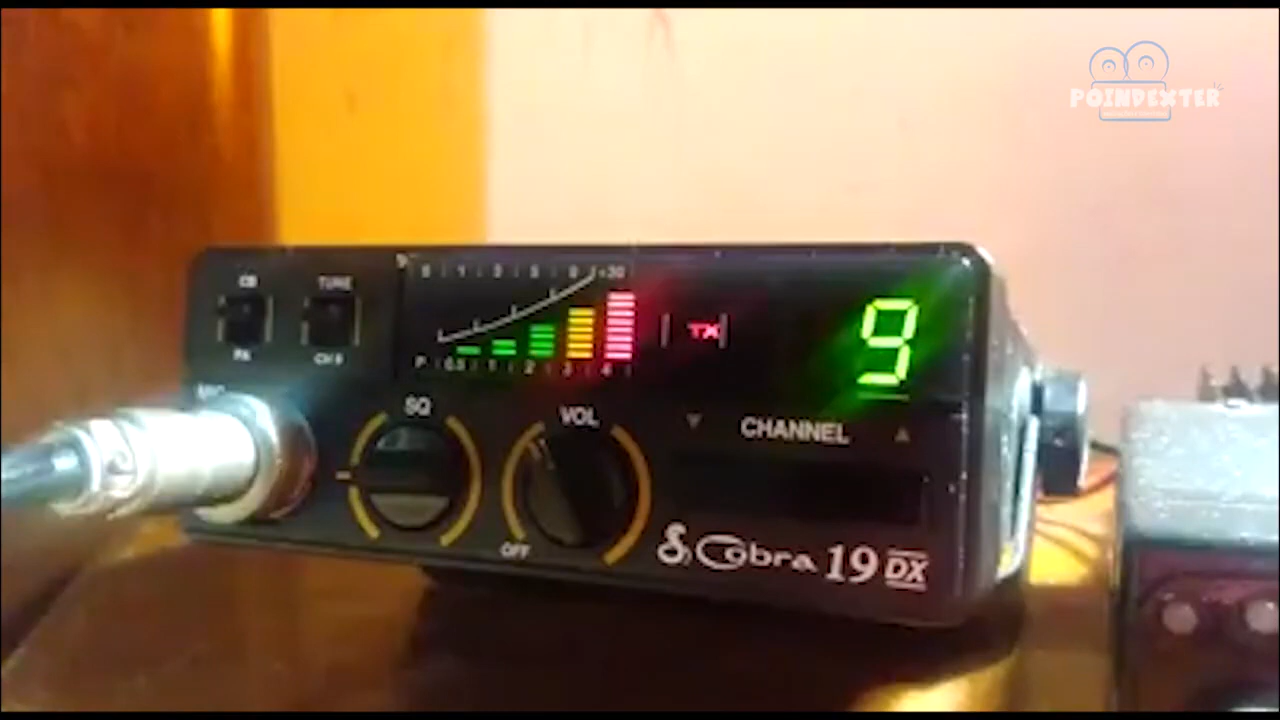 POINDEXTER
CB
TUNE
S 0 1 3 5 9 +30
TX
9
PA
CH 9
P 0.5 1 2 3 4
MIC
SQ
VOL
CHANNEL
OFF
Cobra 19 DX